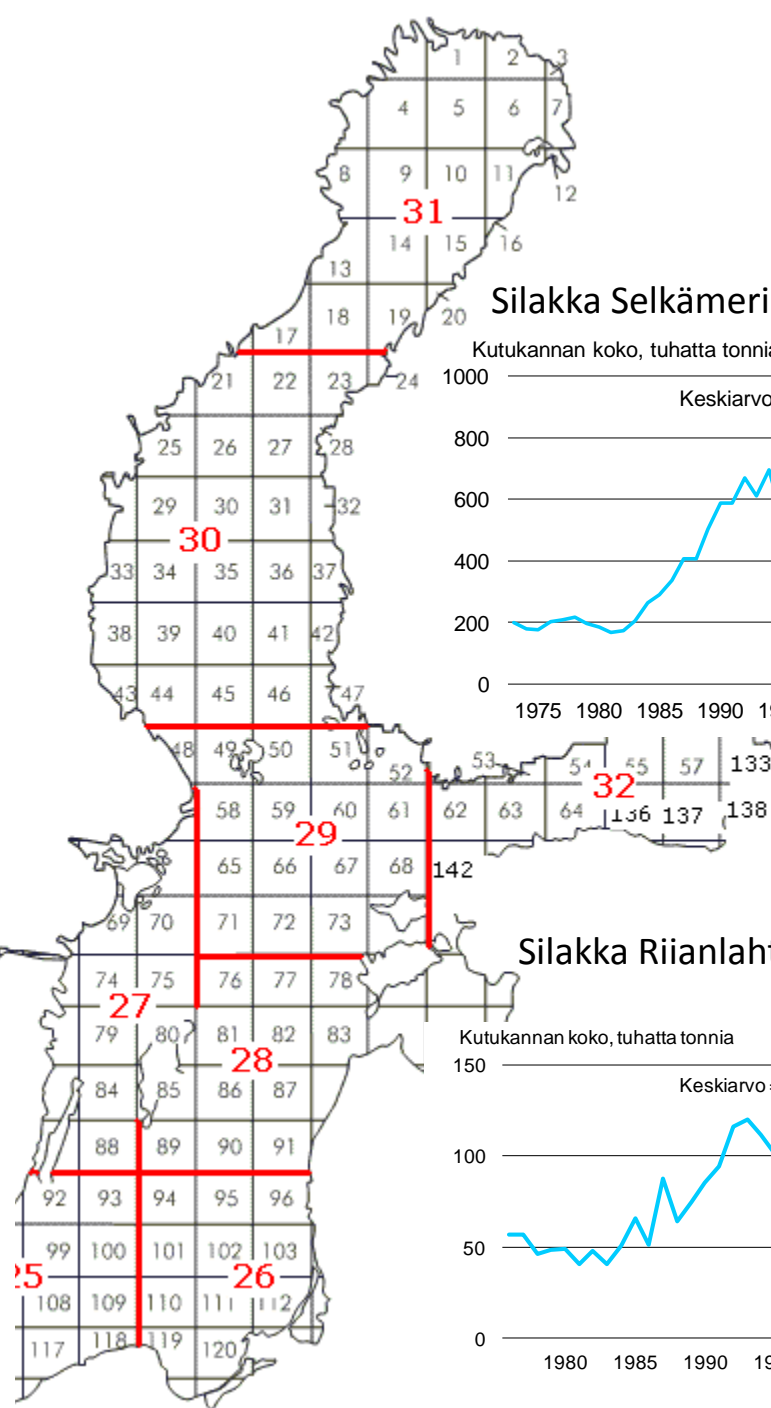 1 2 3
4 5 6 7
8 9 10 11 12
31
14 15 16
13
18 19 20
17
21 22 23 24
25 26 27 28
29 30 31 32
30
33 34 35 36 37
38 39 40 41 42
43 44 45 46 47
48 49 50 51
52 53 54 55 57 133
32
58 59 60 61 62 63 64 136 137 138
29
65 66 67 68 142
69 70 71 72 73
74 75 76 77 78
27
79 80 81 82 83
28
84 85 86 87
88 89 90 91
92 93 94 95 96
99 100 101 102 103
25 26
108 109 110 111 112
117 118 119 120
Silakka Selkämeri
Kutukannan koko, tuhatta tonnia
Keskiarvo
1000
800
600
400
200
0
1975 1980 1985 1990 19
Silakka Riianlaht
Kutukannan koko, tuhatta tonnia
Keskiarvo =
150
100
50
0
1980 1985 1990 19